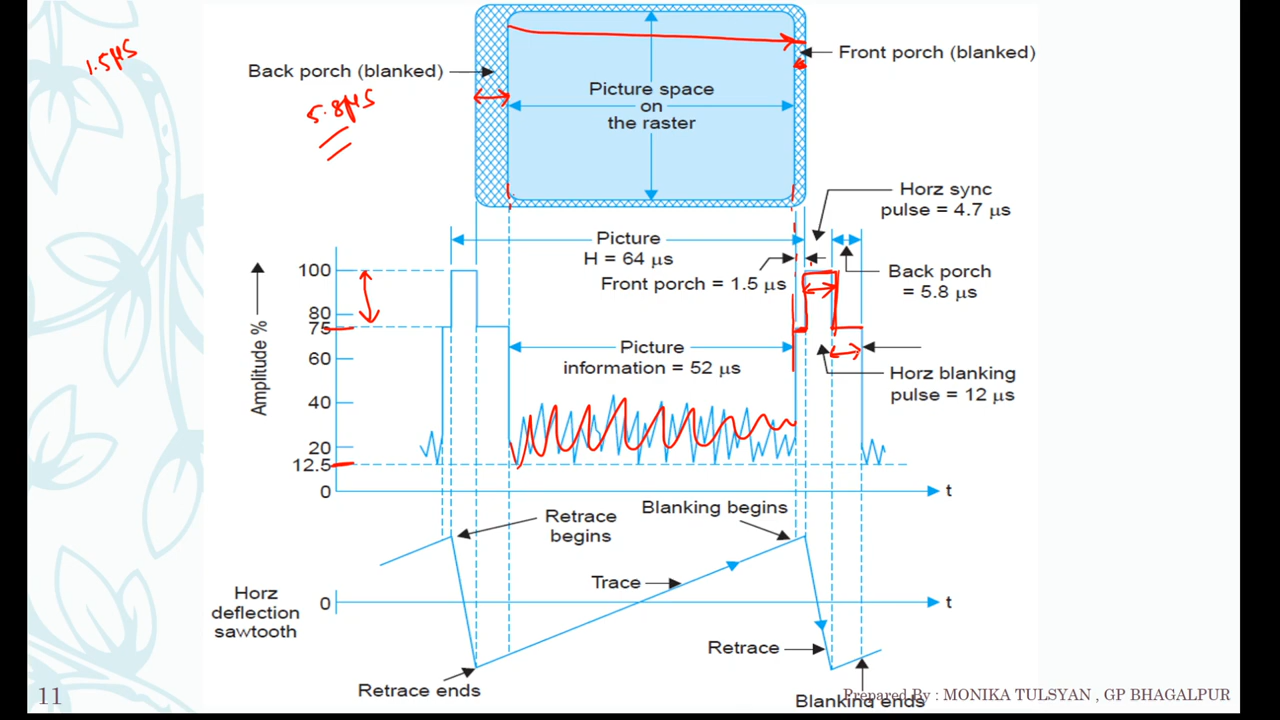 1.5μs
Back porch (blanked)
5.8μs
Front porch (blanked)
Picture space
on
the raster
Horz sync
pulse = 4.7 μs
Picture
H = 64 μs
Front porch = 1.5 μs
Back porch
= 5.8 μs
Amplitude %
100
80
75
60
40
20
12.5
0
Picture
information = 52 μs
Horz blanking
pulse = 12 μs
t
Retrace
begins
Blanking begins
Trace
Horz
deflection
sawtooth
0
t
Retrace
Retrace ends
Blanking ends
11
Prepared By : MONIKA TULSYAN , GP BHAGALPUR